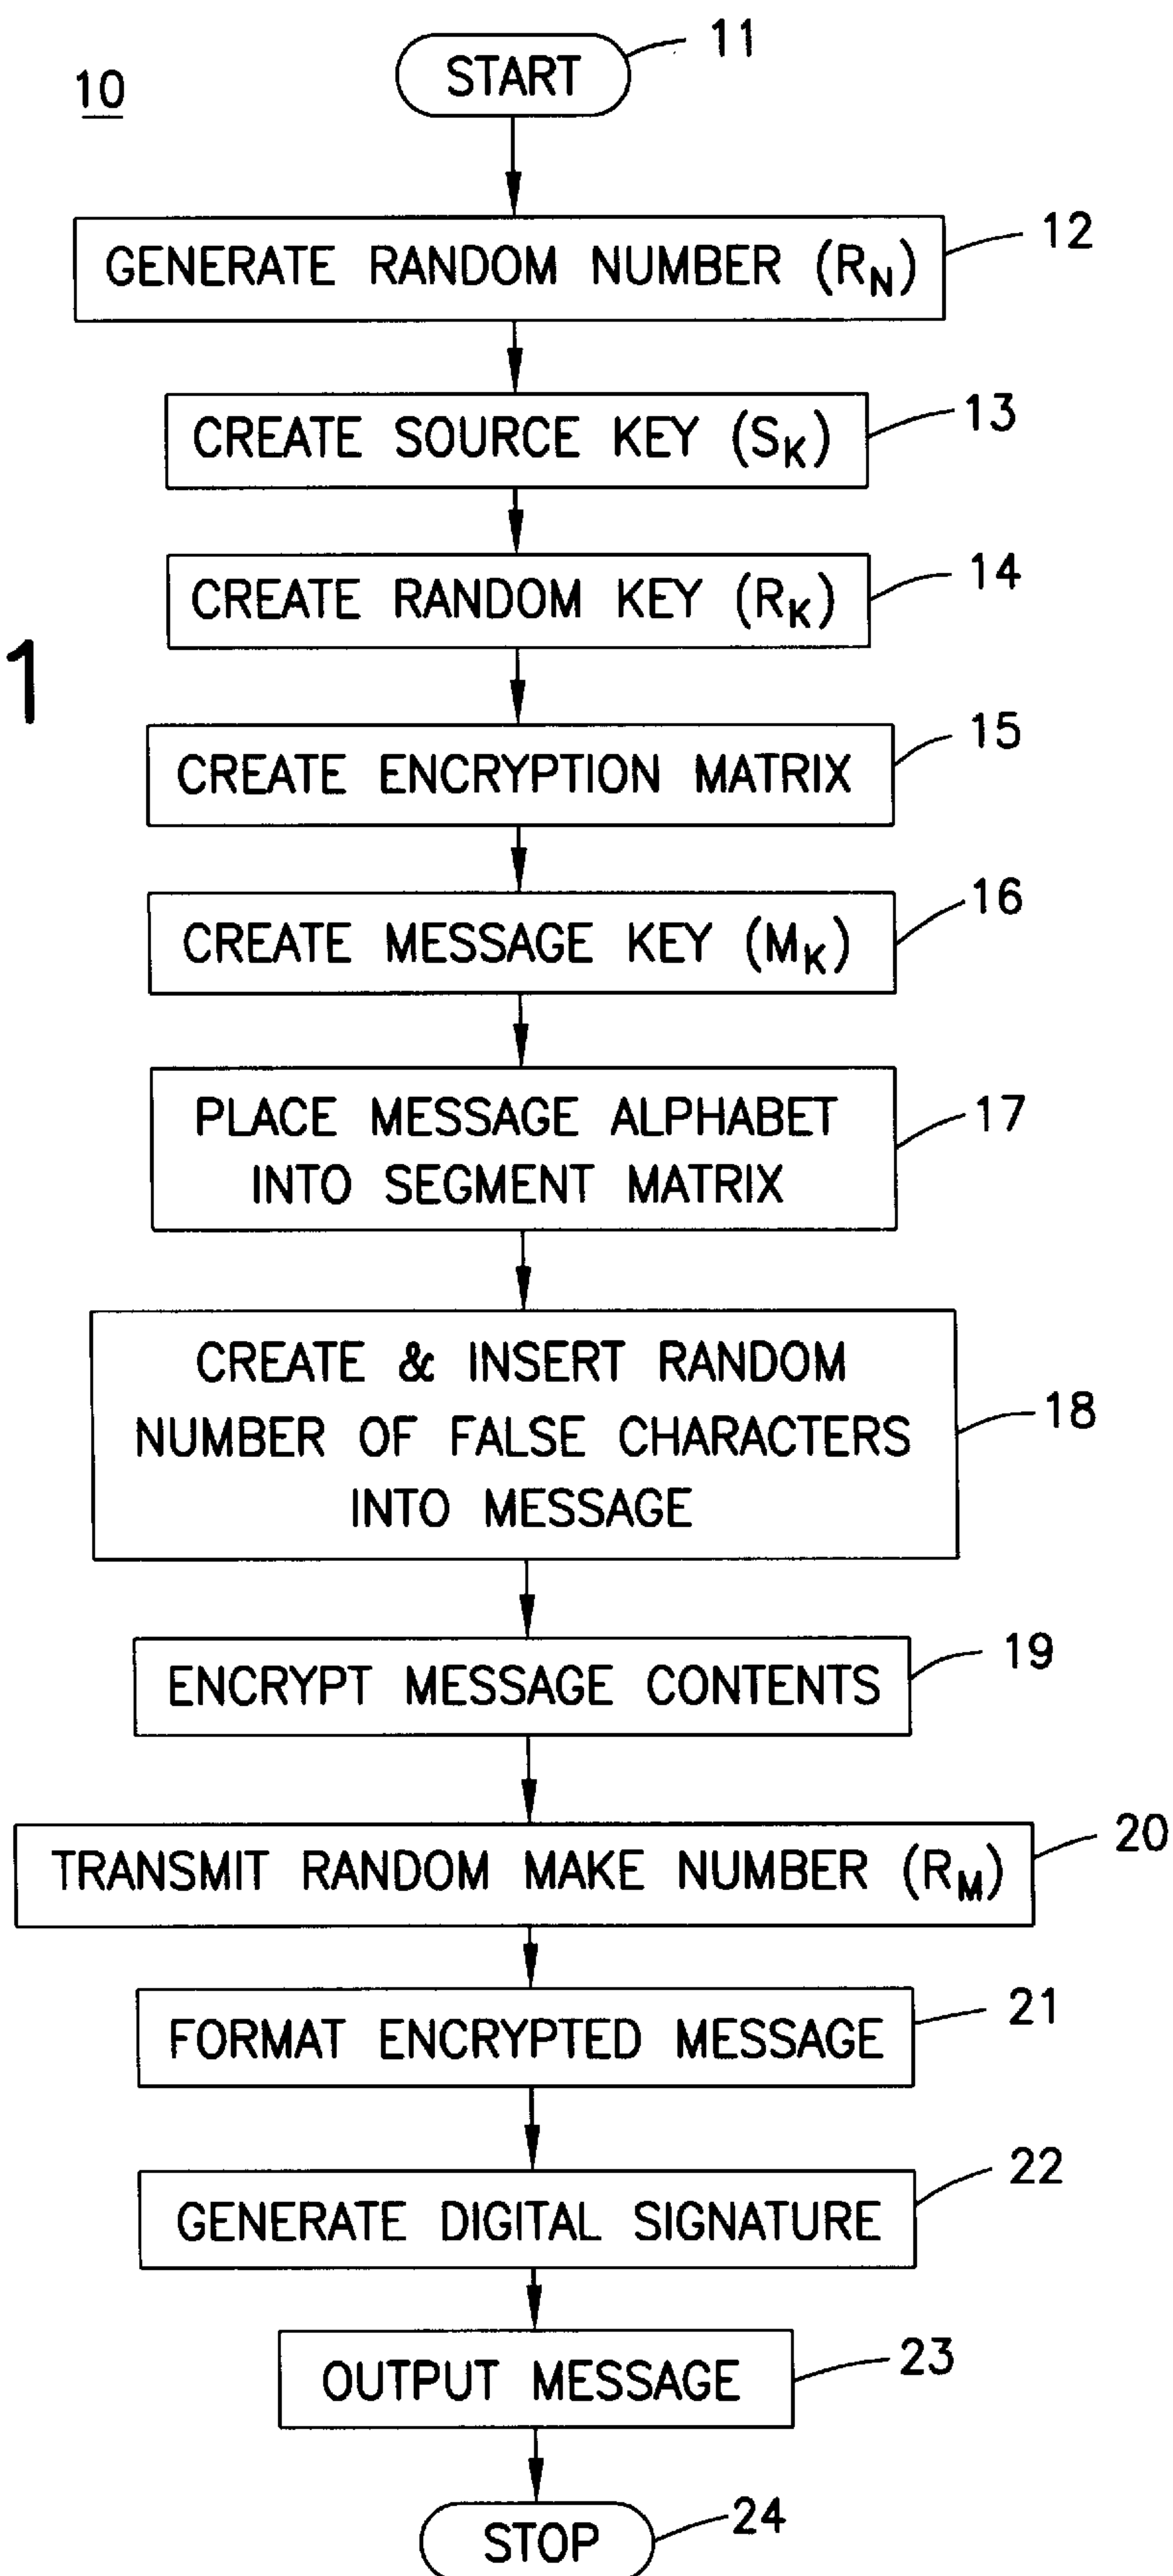 10
START
11
GENERATE RANDOM NUMBER (RN)
12
CREATE SOURCE KEY (SK)
13
CREATE RANDOM KEY (RK)
14
1
CREATE ENCRYPTION MATRIX
15
CREATE MESSAGE KEY (MK)
16
PLACE MESSAGE ALPHABET
INTO SEGMENT MATRIX
17
CREATE & INSERT RANDOM
NUMBER OF FALSE CHARACTERS
INTO MESSAGE
18
ENCRYPT MESSAGE CONTENTS
19
TRANSMIT RANDOM MAKE NUMBER (RM)
20
FORMAT ENCRYPTED MESSAGE
21
GENERATE DIGITAL SIGNATURE
22
OUTPUT MESSAGE
23
STOP
24